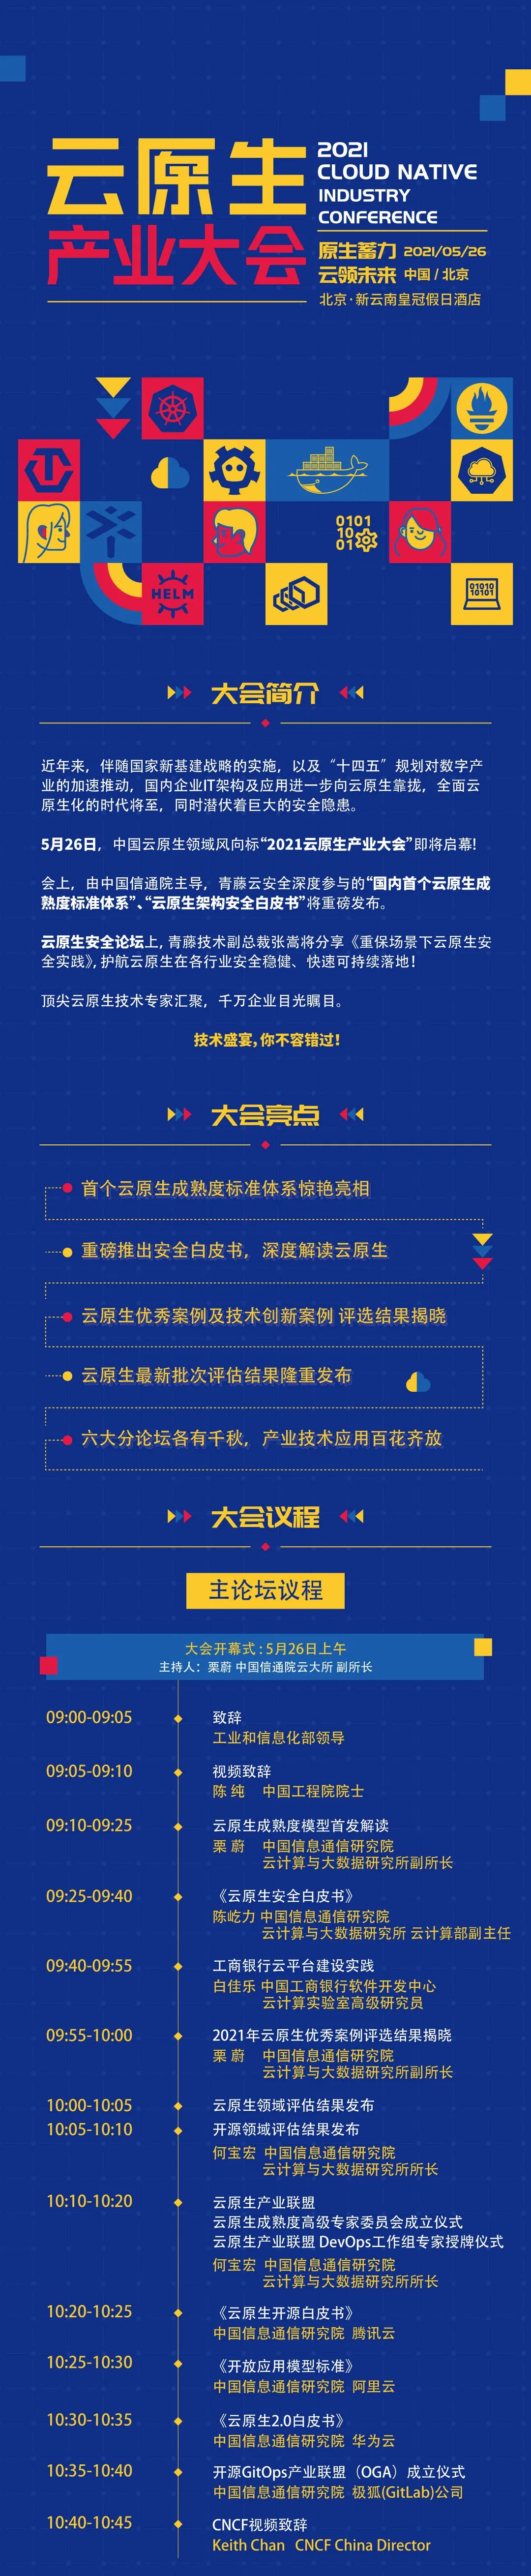 云原生
产业大会
2021
CLOUD NATIVE
INDUSTRY
CONFERENCE
原生蓄力 2021/05/26
云领未来 中国 / 北京
北京·新云南皇冠假日酒店
0101
10
01
HELM
01010
10101
大会简介
近年来，伴随国家新基建战略的实施，以及“十四五”规划对数字产
业的加速推动，国内企业IT架构及应用进一步向云原生靠拢，全面云
原生化的时代将至，同时潜伏着巨大的安全隐患。
5月26日，中国云原生领域风向标“2021云原生产业大会”即将启幕!
会上，由中国信通院主导，青藤云安全深度参与的“国内首个云原生成
熟度标准体系”、“云原生架构安全白皮书”将重磅发布。
云原生安全论坛上，青藤技术副总裁张嵩将分享《重保场景下云原生安
全实践》，护航云原生在各行业安全稳健、快速可持续落地！
顶尖云原生技术专家汇聚，千万企业目光瞩目。
技术盛宴，你不容错过！
大会亮点
首个云原生成熟度标准体系惊艳亮相
重磅推出安全白皮书，深度解读云原生
云原生优秀案例及技术创新案例 评选结果揭晓
云原生最新批次评估结果隆重发布
六大分论坛各有千秋，产业技术应用百花齐放
大会议程
主论坛议程
大会开幕式：5月26日上午
主持人：栗蔚 中国信通院云大所 副所长
09:00-09:05 致辞
工业和信息化部领导
09:05-09:10 视频致辞
陈 纯 中国工程院院士
09:10-09:25 云原生成熟度模型首发解读
栗 蔚 中国信息通信研究院
云计算与大数据研究所副所长
09:25-09:40 《云原生安全白皮书》
陈屹力 中国信息通信研究院
云计算与大数据研究所 云计算部副主任
09:40-09:55 工商银行云平台建设实践
白佳乐 中国工商银行软件开发中心
云计算实验室高级研究员
09:55-10:00 2021年云原生优秀案例评选结果揭晓
栗 蔚 中国信息通信研究院
云计算与大数据研究所副所长
10:00-10:05 云原生领域评估结果发布
10:05-10:10 开源领域评估结果发布
何宝宏 中国信息通信研究院
云计算与大数据研究所所长
10:10-10:20 云原生产业联盟
云原生成熟度高级专家委员会成立仪式
云原生产业联盟 DevOps工作组专家授牌仪式
何宝宏 中国信息通信研究院
云计算与大数据研究所所长
10:20-10:25 《云原生开源白皮书》
中国信息通信研究院 腾讯云
10:25-10:30 《开放应用模型标准》
中国信息通信研究院 阿里云
10:30-10:35 《云原生2.0白皮书》
中国信息通信研究院 华为云
10:35-10:40 开源GitOps产业联盟（OGA）成立仪式
中国信息通信研究院 极狐(GitLab)公司
10:40-10:45 CNCF视频致辞
Keith Chan CNCF China Director